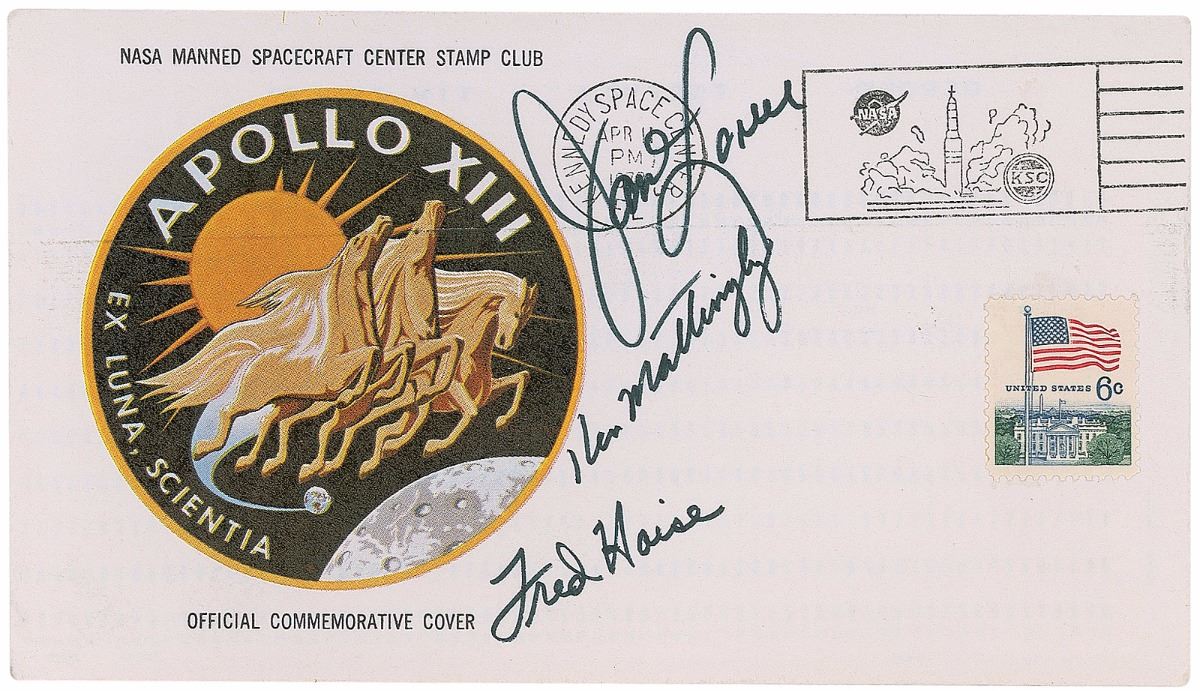 NASA MANNED SPACECRAFT CENTER STAMP CLUB
APOLLO XIII
EX LUNA, SCIENTIA
OFFICIAL COMMEMORATIVE COVER
KENNEDY SPACE CENTER
APR
PM
FL
Jim Lovell
Ken Mattingly
Fred Haise
NASA
KSC
UNITED STATES 6c